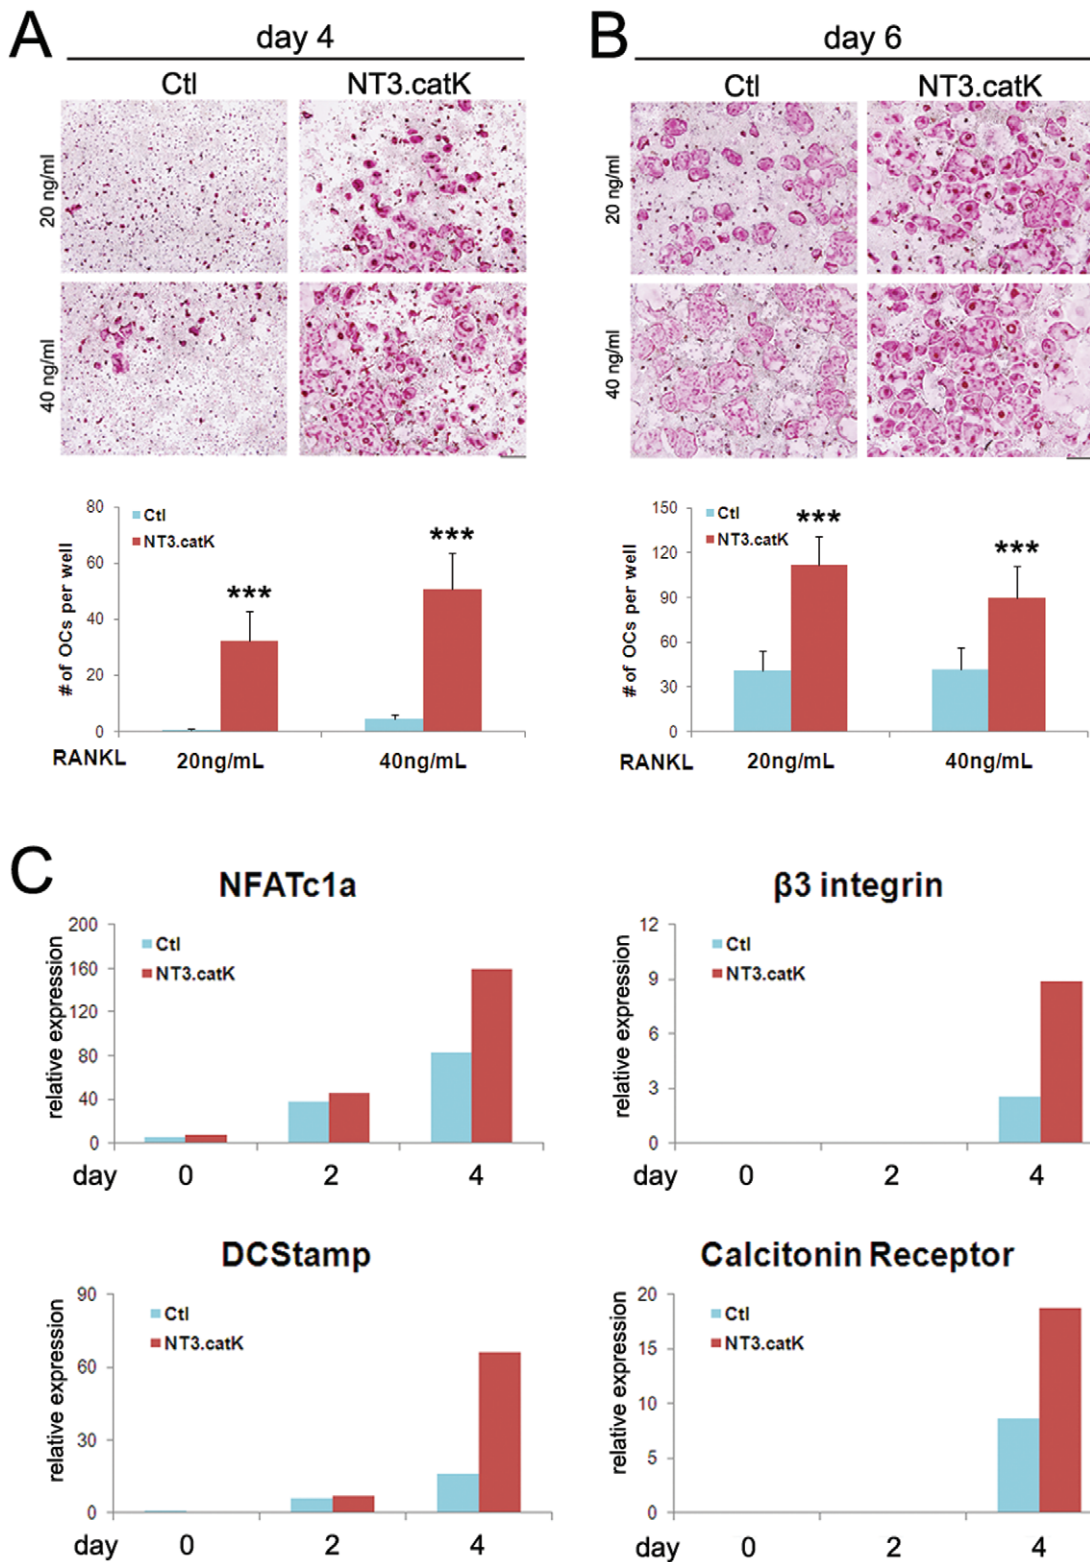 A
day 4
Ctl
NT3.catK
20 ng/ml
40 ng/ml
# of OCs per well
80
60
40
20
0
Ctl
NT3.catK
***
***
RANKL
20ng/mL
40ng/mL
B
day 6
Ctl
NT3.catK
20 ng/ml
40 ng/ml
# of OCs per well
150
120
90
60
30
0
Ctl
NT3.catK
***
***
RANKL
20ng/mL
40ng/mL
C
NFATc1a
relative expression
200
160
120
80
40
0
Ctl
NT3.catK
day
0
2
4
β3 integrin
relative expression
12
9
6
3
0
Ctl
NT3.catK
day
0
2
4
DCStamp
relative expression
90
60
30
0
Ctl
NT3.catK
day
0
2
4
Calcitonin Receptor
relative expression
20
15
10
5
0
Ctl
NT3.catK
day
0
2
4